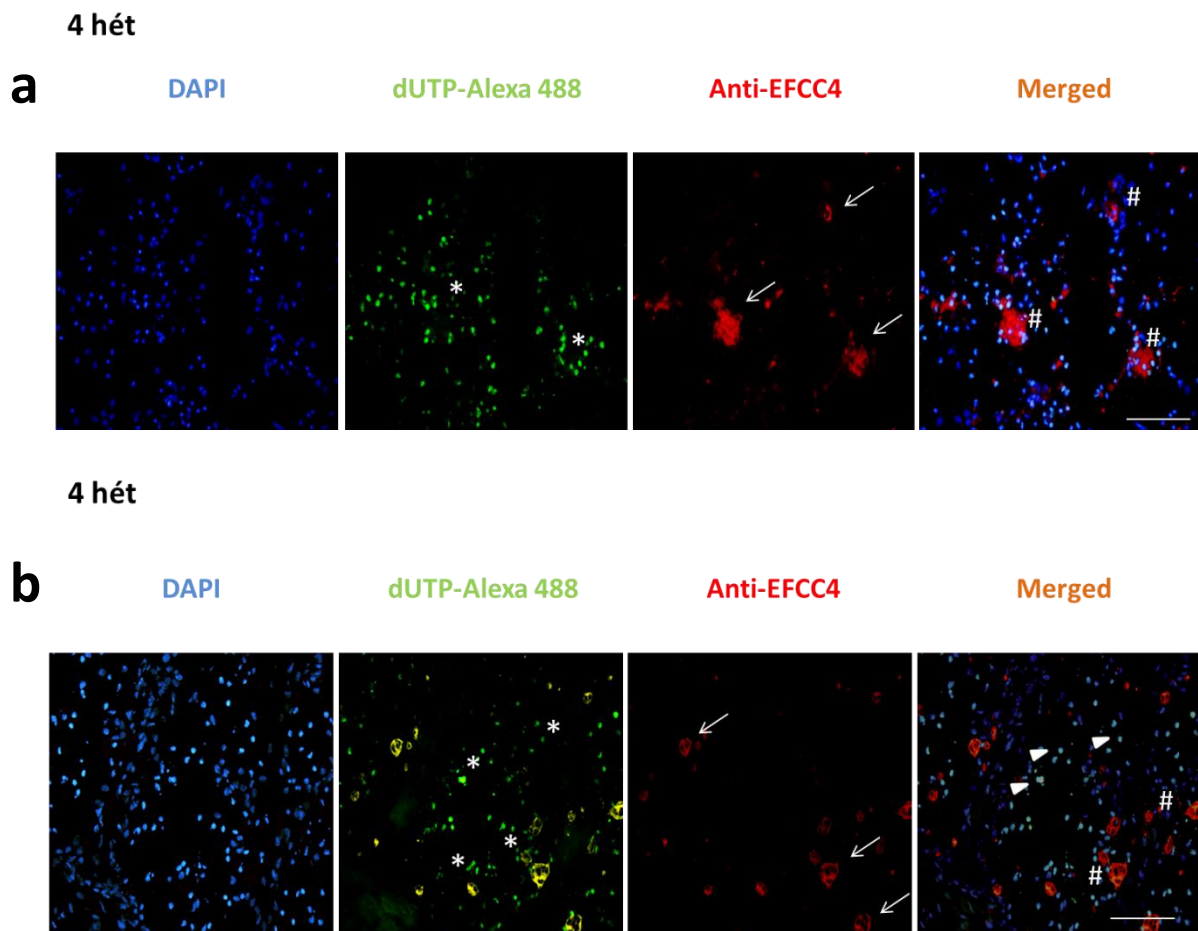 4 hét
a
DAPI dUTP-Alexa 488 Anti-EFCC4 Merged
*
*
#
#
#
4 hét
b
DAPI dUTP-Alexa 488 Anti-EFCC4 Merged
*
*
*
*
#
#